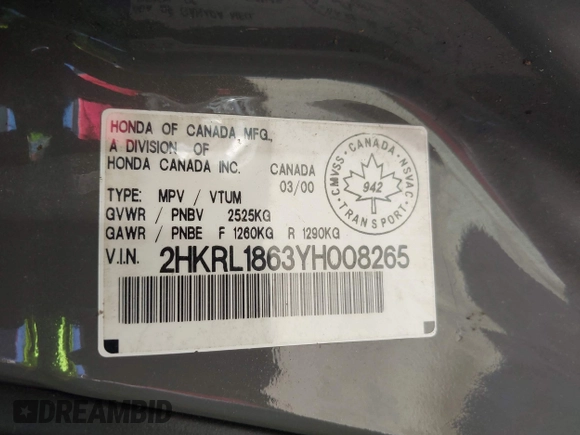 HONDA OF CANADA MFG.,
A DIVISION OF
HONDA CANADA INC.
CANADA
03/00
TYPE: MPV / VTUM
GVWR / PNBV 2525KG
GAWR / PNBE F 1260KG R 1290KG
V.I.N. 2HKRL1863YH008265
CMVSS · CANADA · NSVAC
942
TRANSPORT
DREAMBID